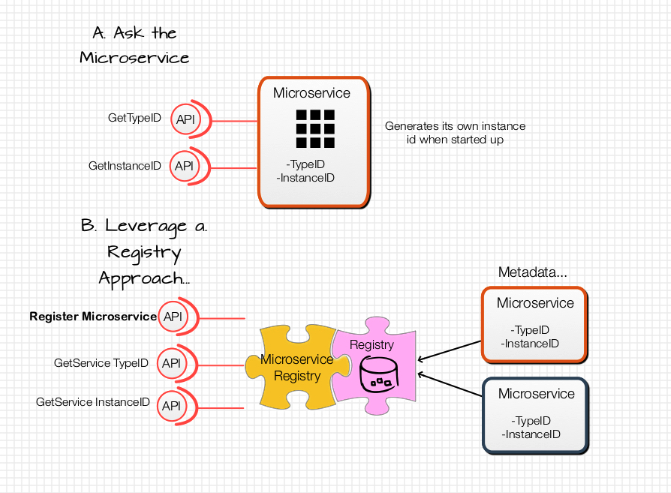 A. Ask the
Microservice
Microservice
GetTypeID
API
Generates its own instance
id when started up
GetInstanceID
API
-TypeID
-InstanceID
B. Leverage a.
Registry
Approach...
Metadata...
Register Microservice
API
Microservice
-TypeID
-InstanceID
Registry
Microservice
Registry
GetService TypeID
API
GetService InstanceID
API
Microservice
-TypeID
-InstanceID